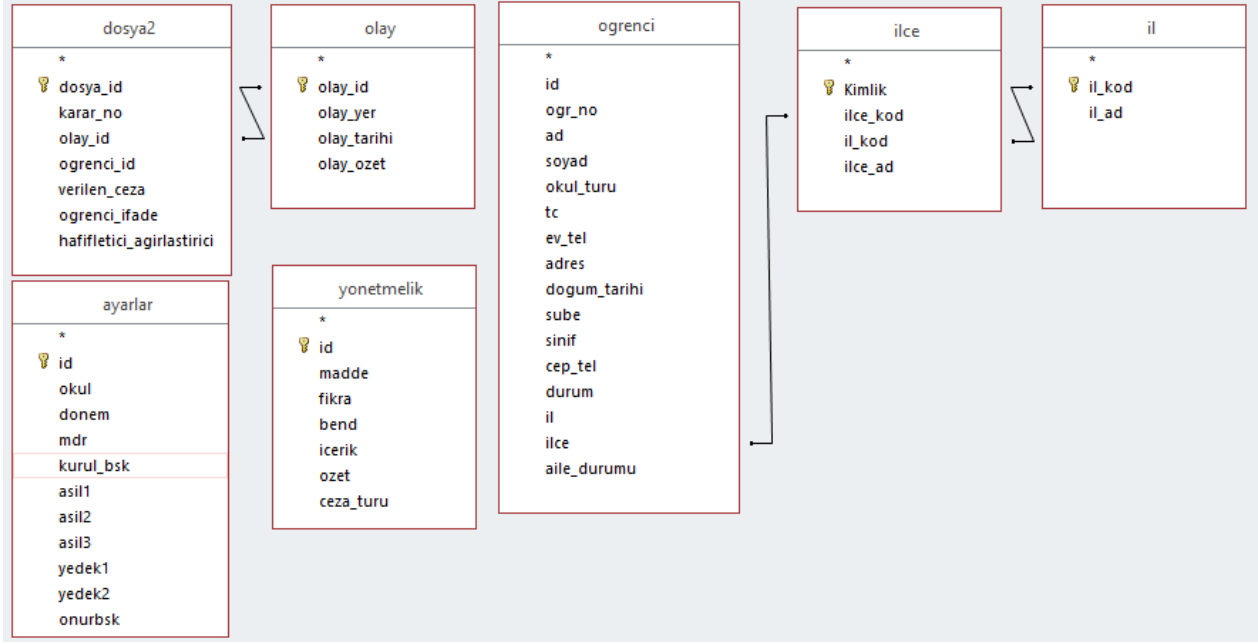 dosya2
*
dosya_id
karar_no
olay_id
ogrenci_id
verilen_ceza
ogrenci_ifade
hafifletici_agirlastirici
olay
*
olay_id
olay_yer
olay_tarihi
olay_ozet
ogrenci
*
id
ogr_no
ad
soyad
okul_turu
tc
ev_tel
adres
dogum_tarihi
sube
sinif
cep_tel
durum
il
ilce
aile_durumu
ilce
*
Kimlik
ilce_kod
il_kod
ilce_ad
il
*
il_kod
il_ad
ayarlar
*
id
okul
donem
mdr
kurul_bsk
asil1
asil2
asil3
yedek1
yedek2
onurbsk
yonetmelik
*
id
madde
fikra
bend
icerik
ozet
ceza_turu